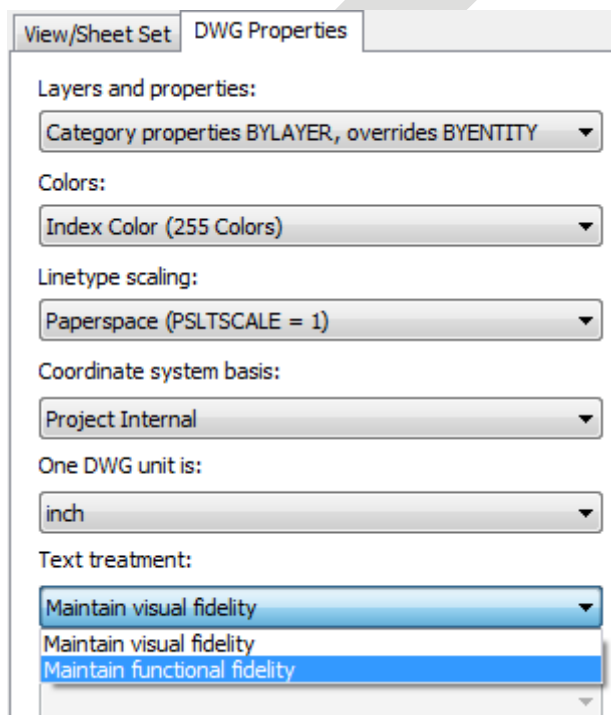 View/Sheet Set DWG Properties
Layers and properties:
Category properties BYLAYER, overrides BYENTITY
Colors:
Index Color (255 Colors)
Linetype scaling:
Paperspace (PSLTSCALE = 1)
Coordinate system basis:
Project Internal
One DWG unit is:
inch
Text treatment:
Maintain visual fidelity
Maintain visual fidelity
Maintain functional fidelity